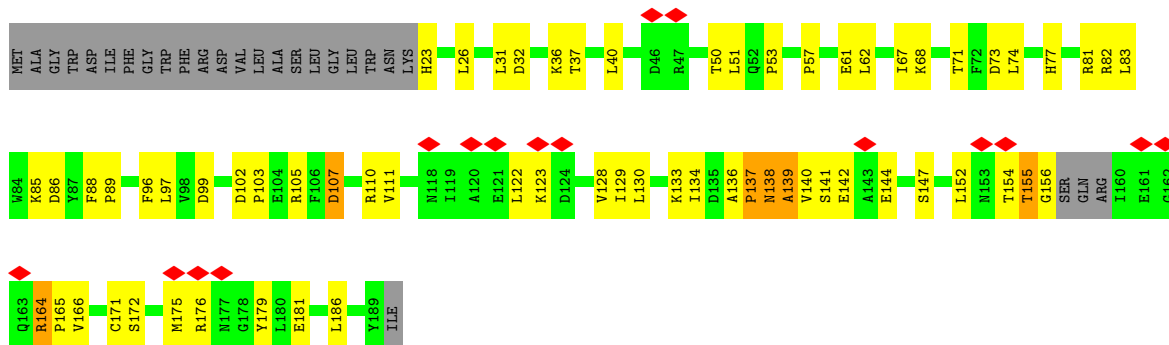 MET ALA GLY TRP ASP ILE PHE GLY TRP PHE ARG ASP VAL LEU ALA SER LEU GLY LEU TRP ASN LYS H23 L26 L31 D32 K36 T37 L40 D46 R47 T50 L51 Q52 P53 P57 E61 L62 I67 K68 T71 F72 D73 L74 H77 R81 R82 L83
W84 K85 D86 Y87 F88 P89 F96 L97 V98 D99 D102 P103 E104 R105 F106 D107 R110 V111 N118 I119 A120 E121 L122 K123 D124 V128 I129 L130 K133 I134 D135 A136 P137 N138 A139 V140 S141 E142 A143 E144 S147 L152 N153 T154 T155 G156 SER GLN ARG I160 E161 G162
Q163 R164 P165 V166 C171 S172 M175 R176 N177 G178 Y179 L180 E181 L186 Y189 ILE